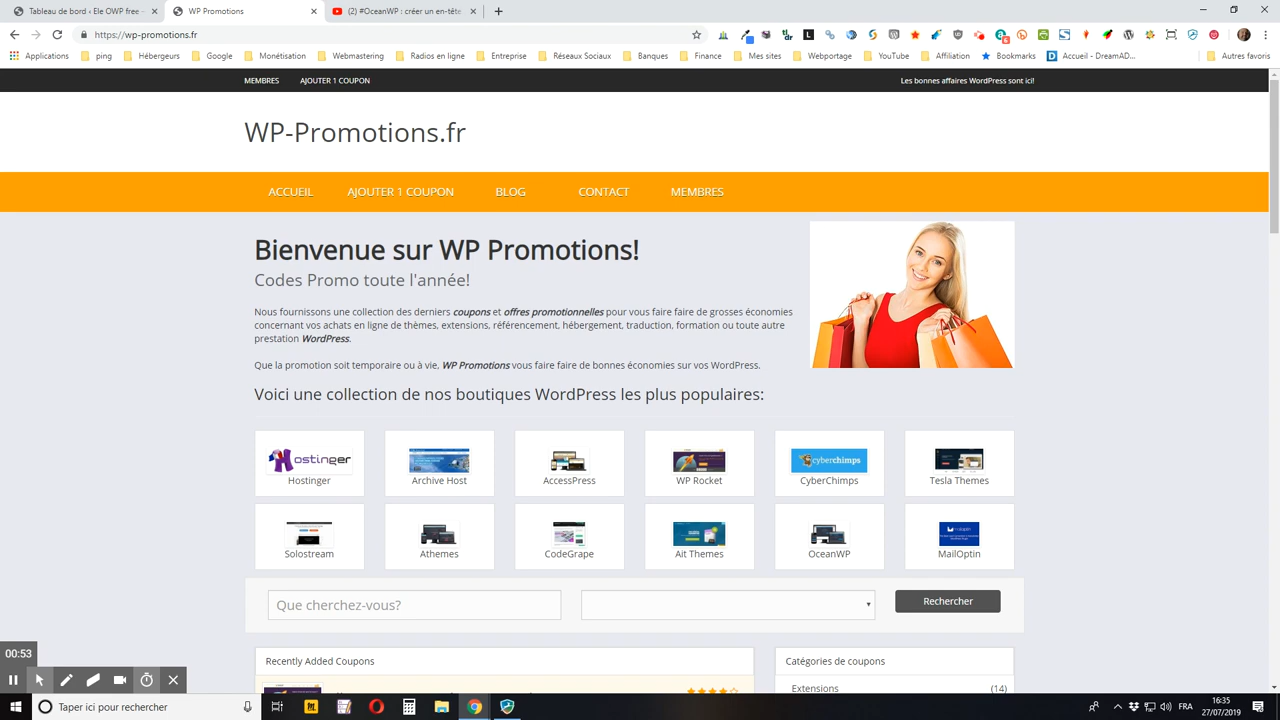 Tableau de bord ‹ Ele OWP free –
WP Promotions
(2) #OceanWP : créer un en-tête
https://wp-promotions.fr
Applications
ping
Hébergeurs
Google
Monétisation
Webmastering
Radios en ligne
Entreprise
Réseaux Sociaux
Banques
Finance
Mes sites
Webportage
YouTube
Affiliation
Bookmarks
Accueil – DreamAD...
Autres favoris
MEMBRES
AJOUTER 1 COUPON
Les bonnes affaires WordPress sont ici!
WP-Promotions.fr
ACCUEIL
AJOUTER 1 COUPON
BLOG
CONTACT
MEMBRES
Bienvenue sur WP Promotions!
Codes Promo toute l'année!
Nous fournissons une collection des derniers coupons et offres promotionnelles pour vous faire faire de grosses économies
concernant vos achats en ligne de thèmes, extensions, référencement, hébergement, traduction, formation ou toute autre
prestation WordPress.
Que la promotion soit temporaire ou à vie, WP Promotions vous faire faire de bonnes économies sur vos WordPress.
Voici une collection de nos boutiques WordPress les plus populaires:
Hostinger
Hostinger
Archive Host
AccessPress
WP Rocket
cyberchimps
CyberChimps
Tesla Themes
Solostream
Athemes
CodeGrape
Ait Themes
OceanWP
MailOptin
Que cherchez-vous?
Rechercher
Recently Added Coupons
Catégories de coupons
Extensions
(14)
00:53
Taper ici pour rechercher
FRA
16:35
27/07/2019